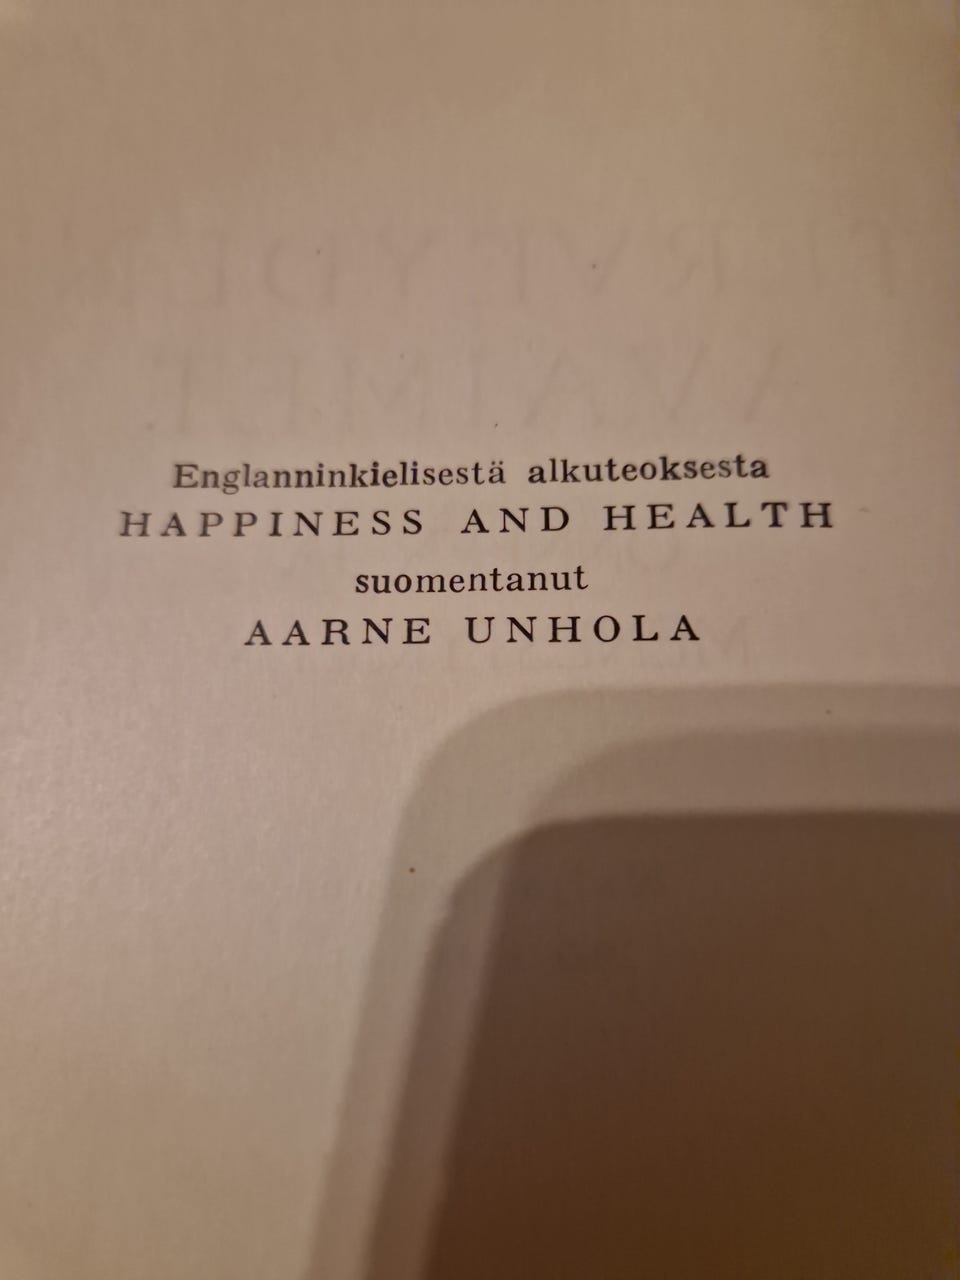 Englanninkielisestä alkuteoksesta
HAPPINESS AND HEALTH
suomentanut
AARNE UNHOLA